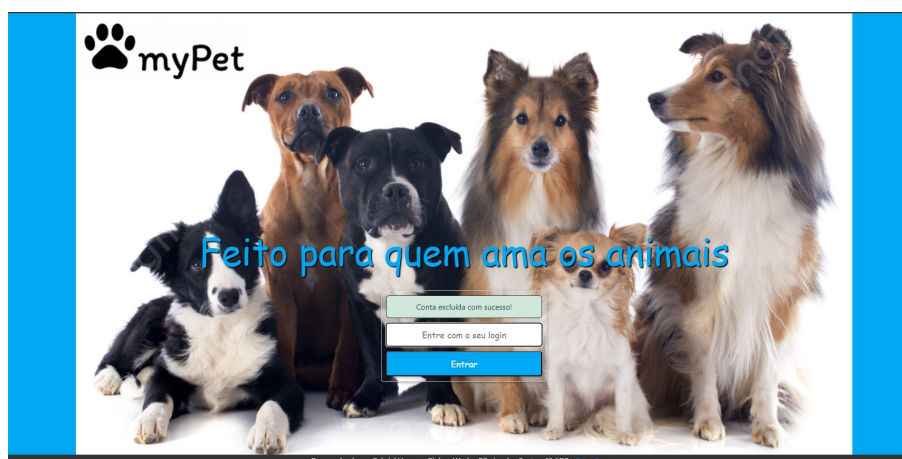 myPet
Feito para quem ama os animais
Conta excluída com sucesso!
Entre com o seu login
Entrar